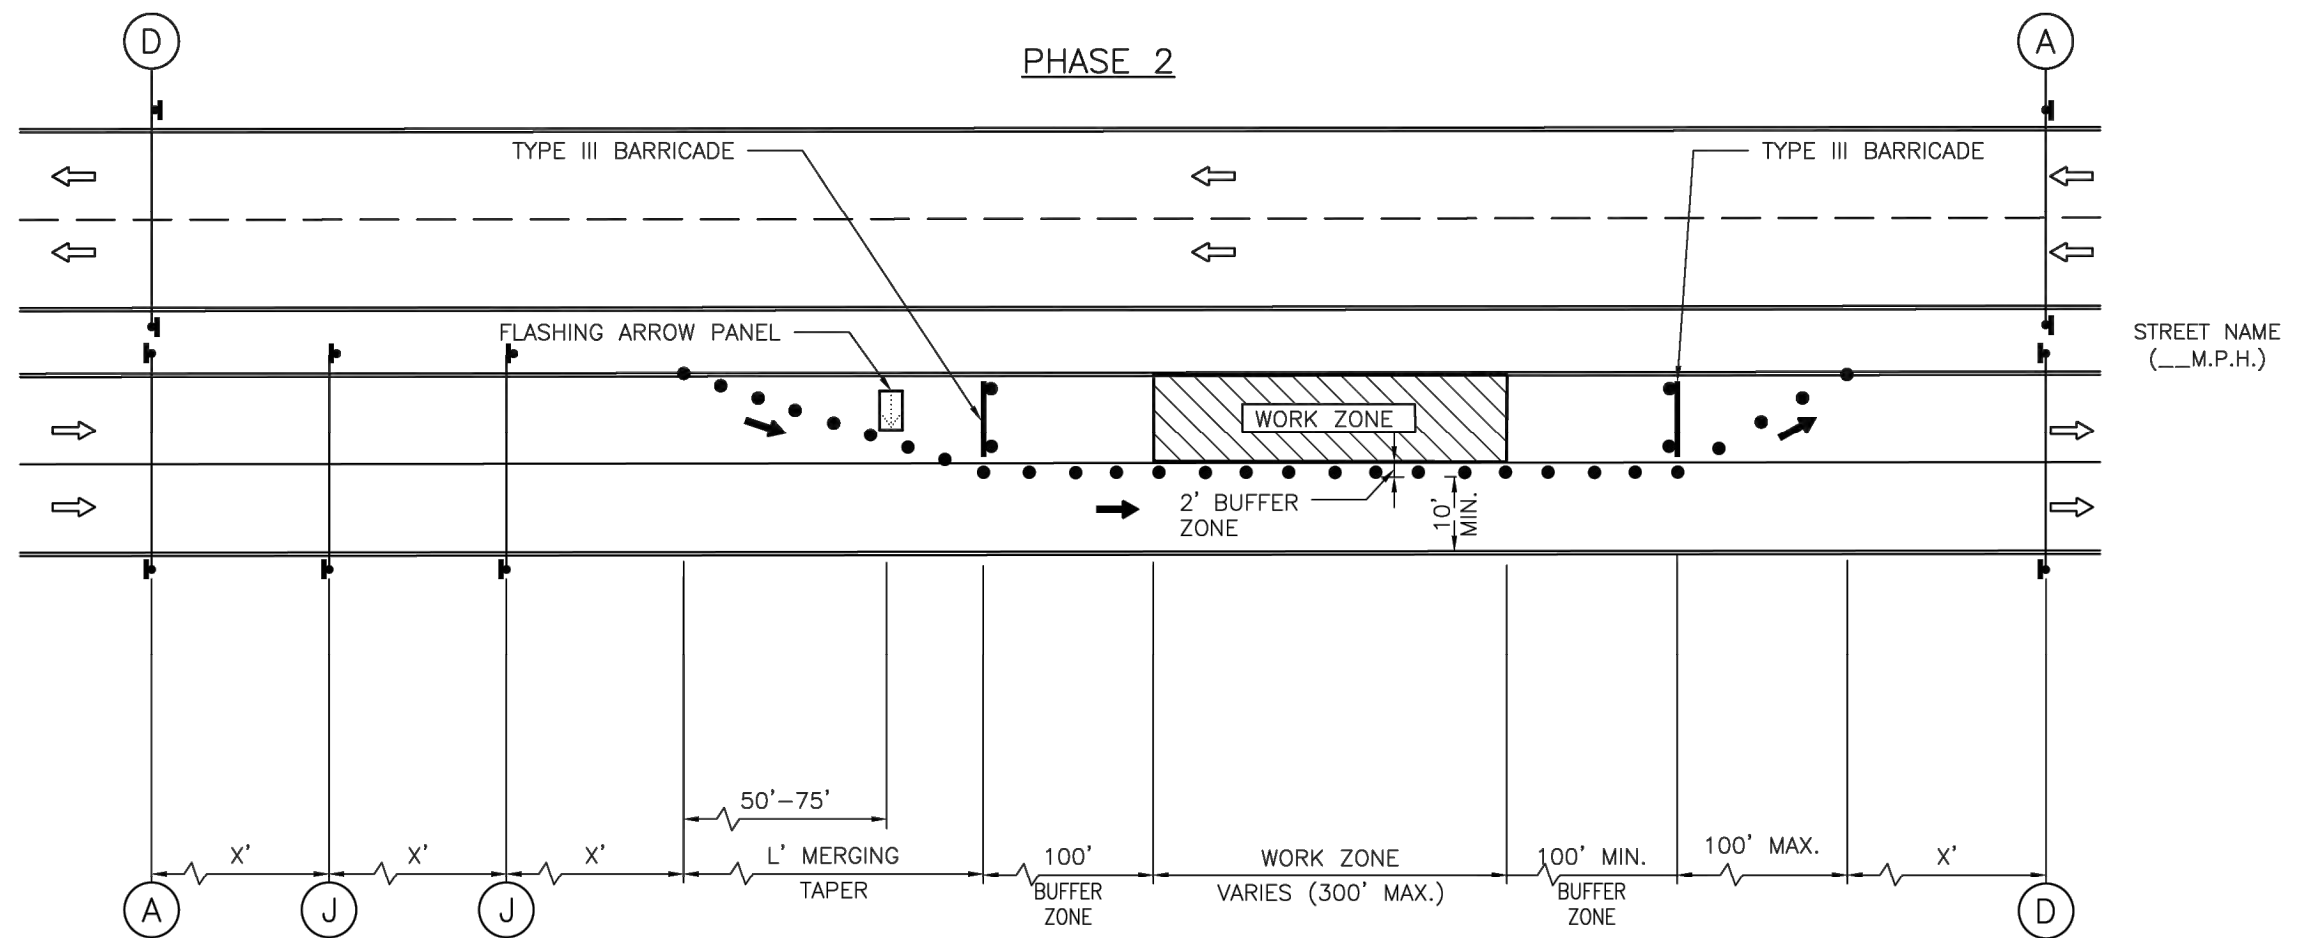 D
A
PHASE 2
TYPE III BARRICADE
TYPE III BARRICADE
FLASHING ARROW PANEL
STREET NAME
(__M.P.H.)
WORK ZONE
2' BUFFER
ZONE
10'
MIN.
50'-75'
X'
X'
X'
L' MERGING
TAPER
100'
BUFFER
ZONE
WORK ZONE
VARIES (300' MAX.)
100' MIN.
BUFFER
ZONE
100' MAX.
X'
A
J
J
D